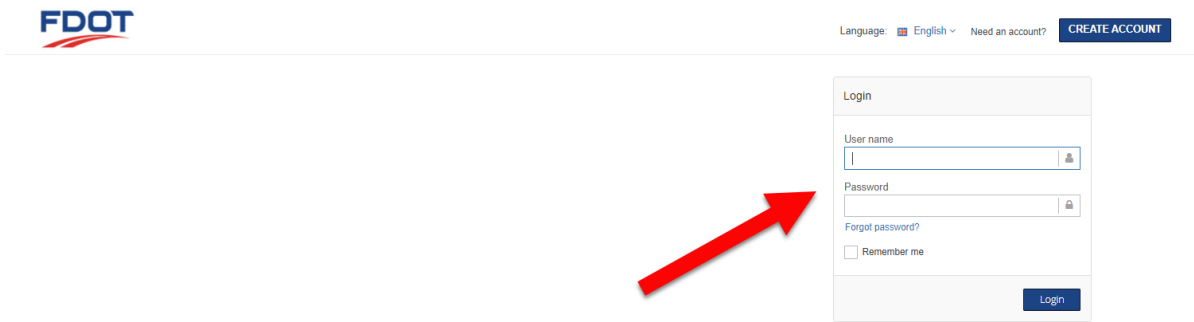 FDOT
Language: English Need an account? CREATE ACCOUNT
Login
User name
Password
Forgot password?
Remember me
Login